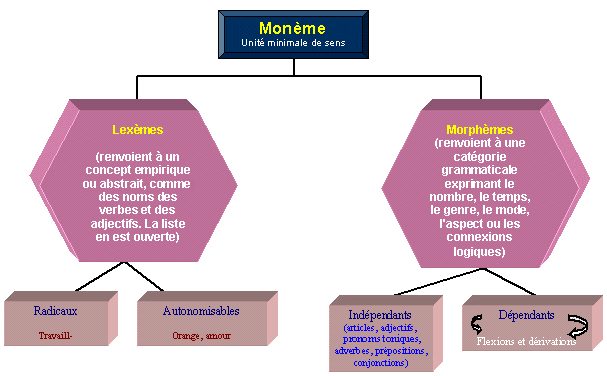 Monème
Unité minimale de sens
Lexèmes
(renvoient à un
concept empirique
ou abstrait, comme
des noms des
verbes et des
adjectifs. La liste
en est ouverte)
Morphèmes
(renvoient à une
catégorie
grammaticale
exprimant le
nombre, le temps,
le genre, le mode,
l'aspect ou les
connexions
logiques)
Radicaux
Travaill-
Autonomisables
Orange, amour
Indépendants
(articles, adjectifs,
pronoms toniques,
adverbes, prépositions,
conjonctions)
Dépendants
Flexions et dérivations